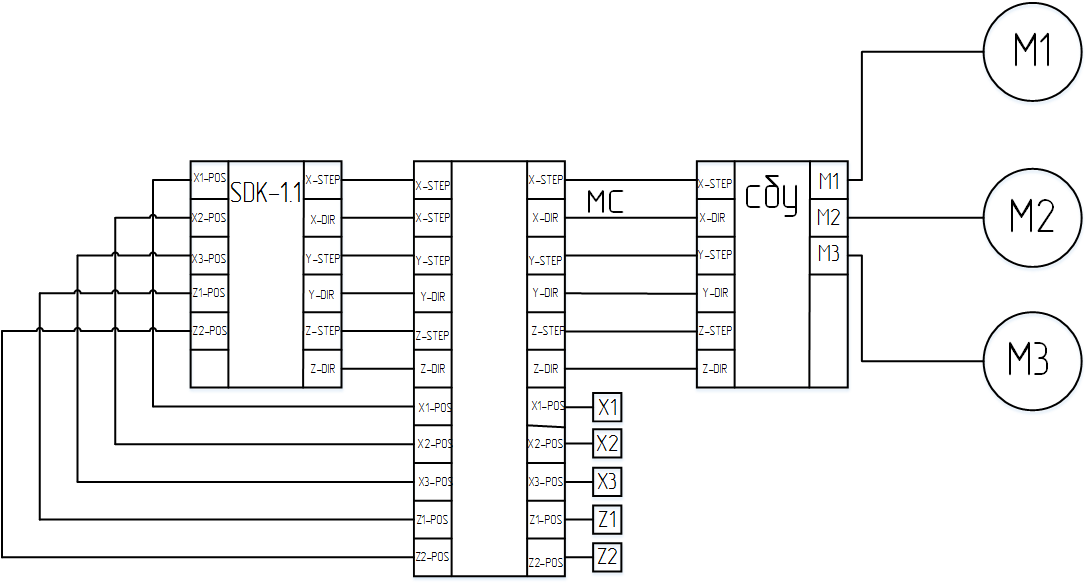 M1
M2
M3
SDK-1.1
X1-POS
X2-POS
X3-POS
Z1-POS
Z2-POS
X-STEP
X-DIR
Y-STEP
Y-DIR
Z-STEP
Z-DIR
X-STEP
X-STEP
Y-STEP
Y-DIR
Z-STEP
Z-DIR
X1-POS
X2-POS
X3-POS
Z1-POS
Z2-POS
X-STEP
X-DIR
Y-STEP
Y-DIR
Z-STEP
Z-DIR
X1-POS
X2-POS
X3-POS
Z1-POS
Z2-POS
МС
X1
X2
X3
Z1
Z2
X-STEP
X-DIR
Y-STEP
Y-DIR
Z-STEP
Z-DIR
сду
M1
M2
M3